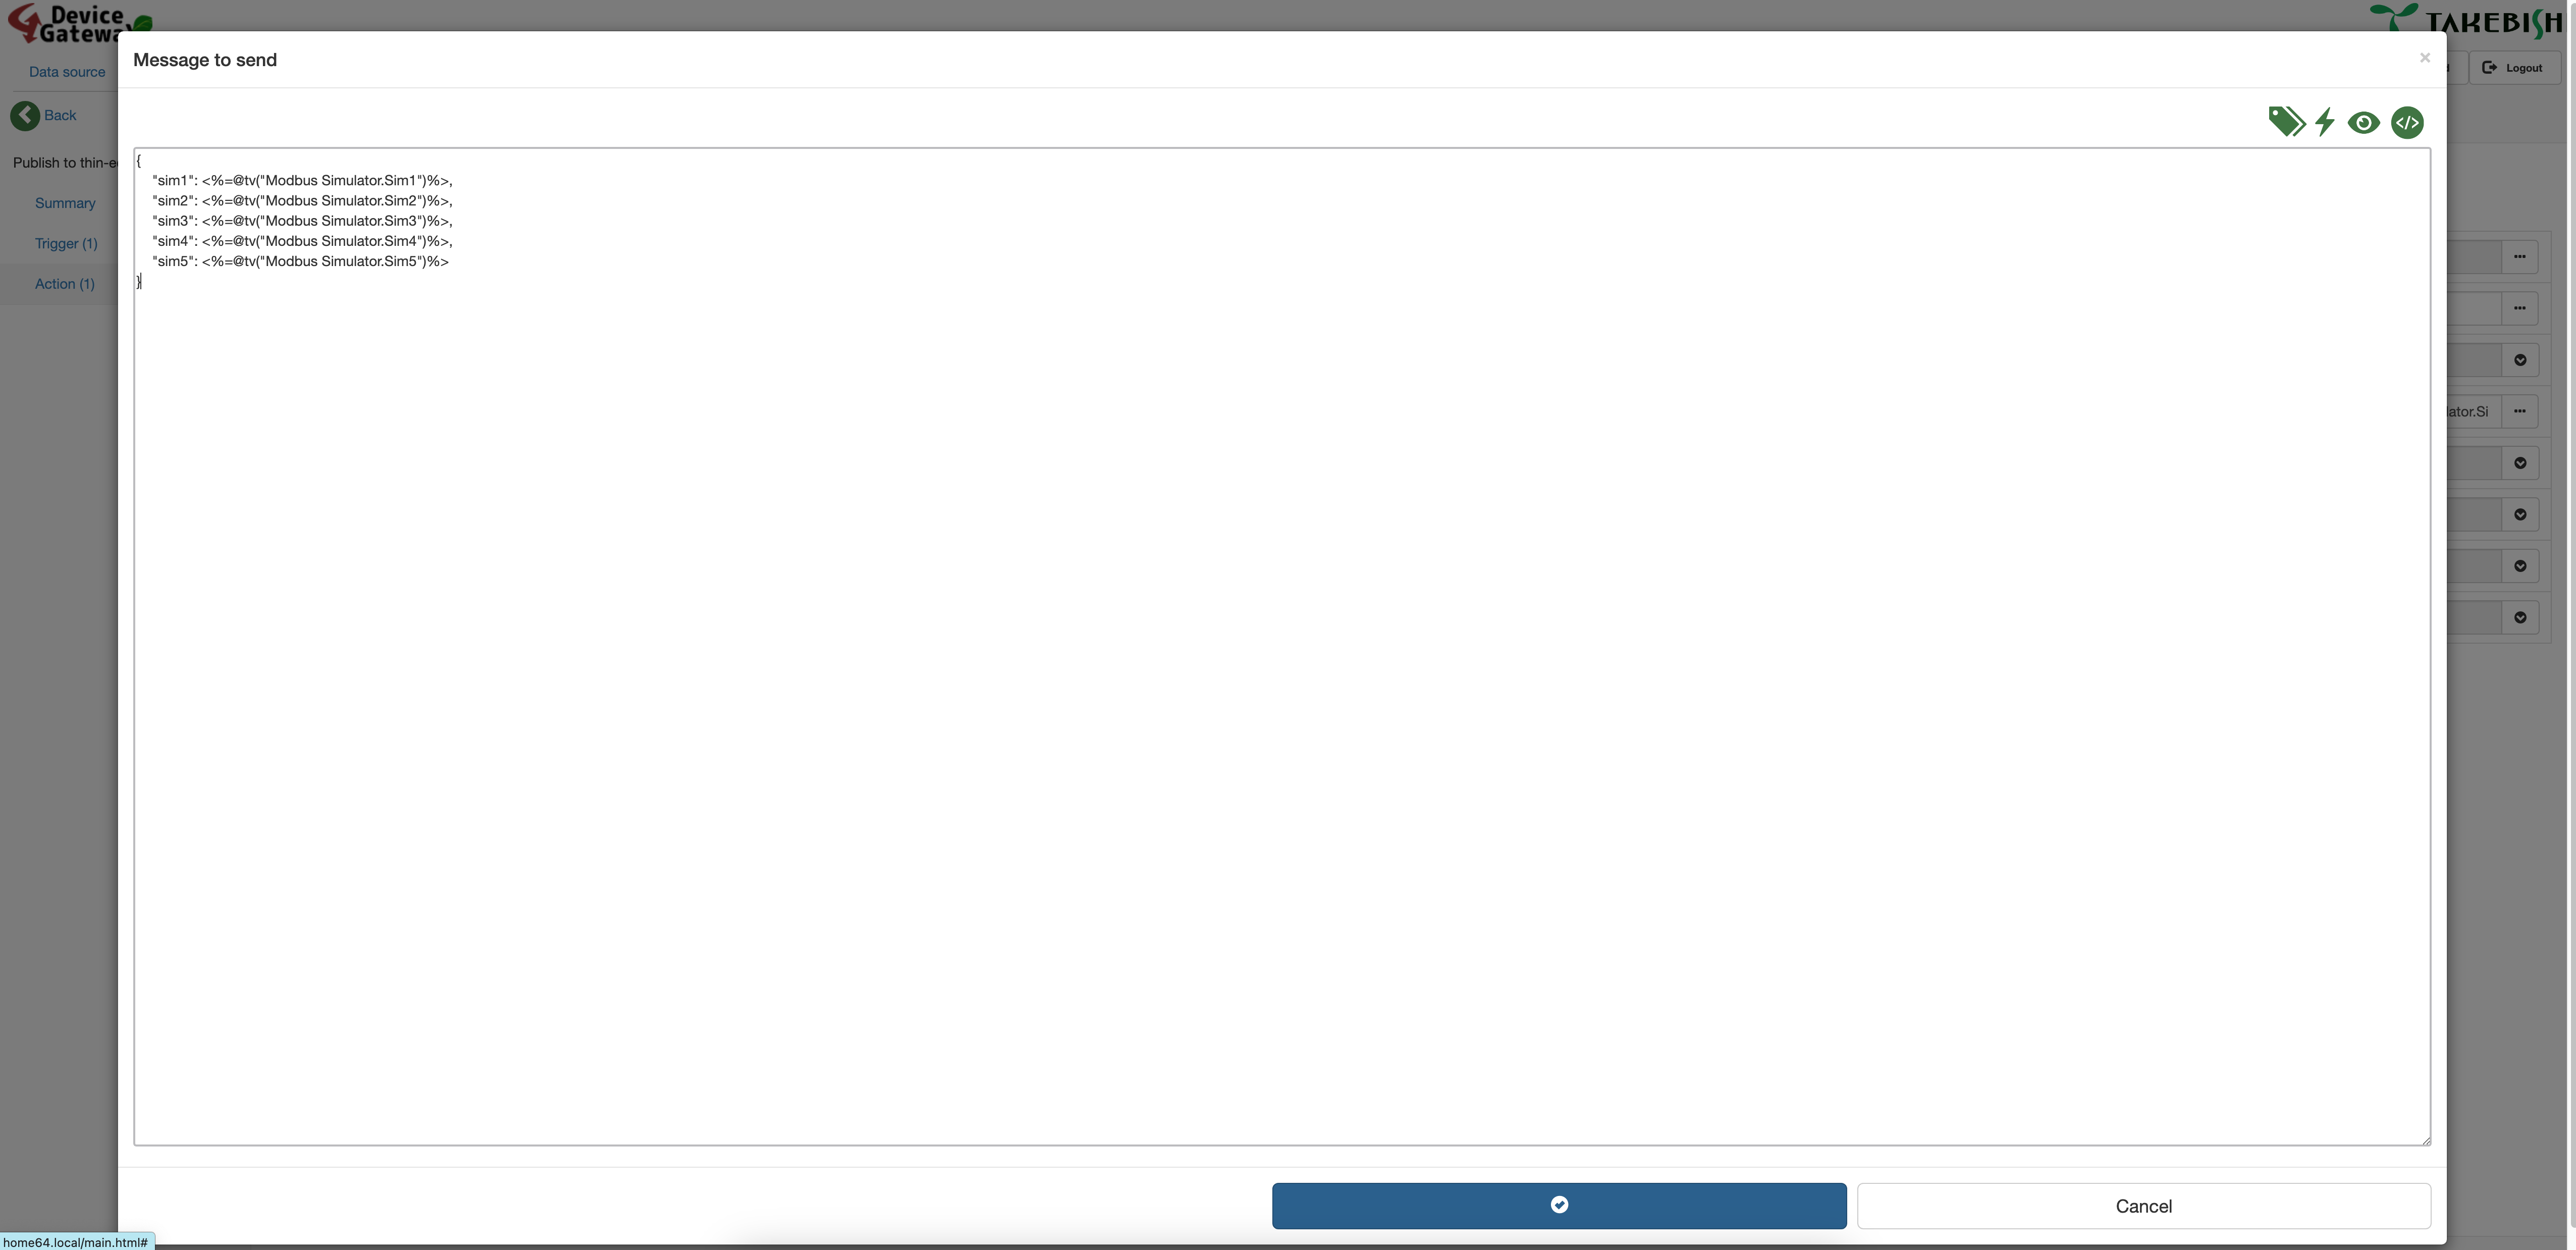 Device
Gateway
TAKEBISH
Message to send
×
Data source
Logout
Back
Publish to thin-e
Summary
Trigger (1)
Action (1)
{
"sim1": <%=@tv("Modbus Simulator.Sim1")%>,
"sim2": <%=@tv("Modbus Simulator.Sim2")%>,
"sim3": <%=@tv("Modbus Simulator.Sim3")%>,
"sim4": <%=@tv("Modbus Simulator.Sim4")%>,
"sim5": <%=@tv("Modbus Simulator.Sim5")%>
}
lator.Si
Cancel
home64.local/main.html#